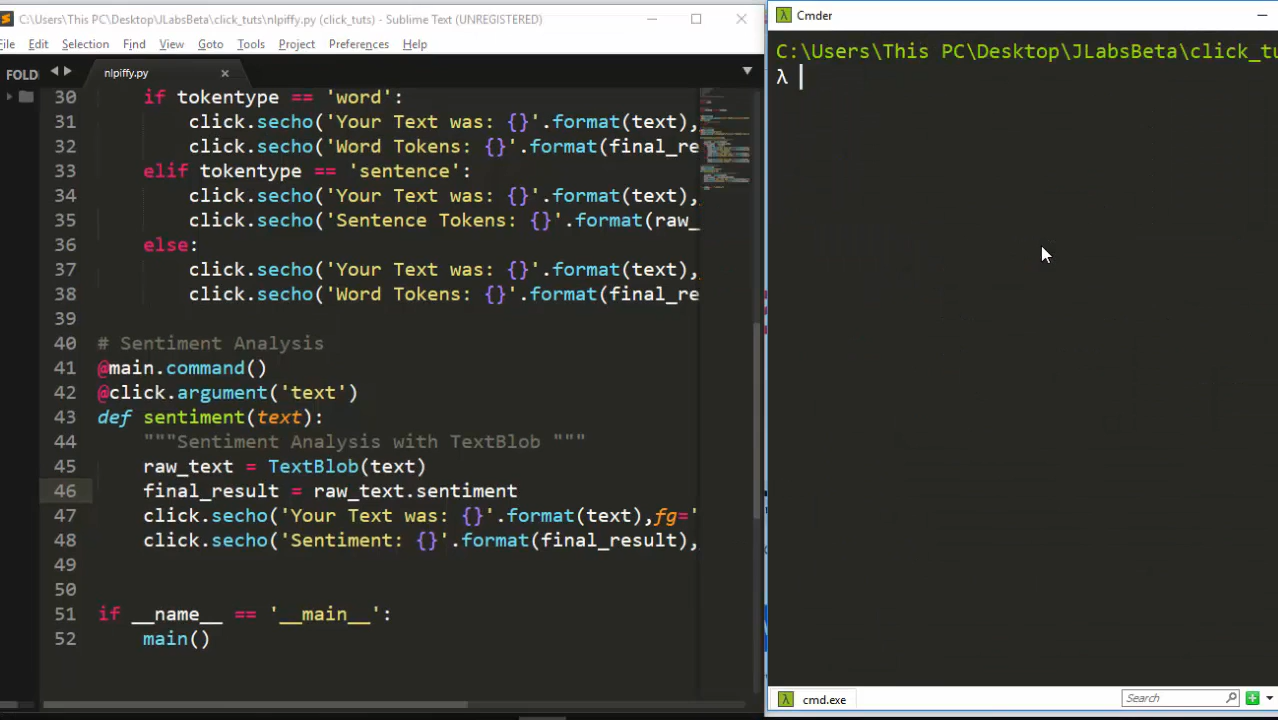 C:\Users\This PC\Desktop\JLabsBeta\click_tuts\nlpiffy.py (click_tuts) - Sublime Text (UNREGISTERED)
File Edit Selection Find View Goto Tools Project Preferences Help
FOLD
nlpiffy.py
30 if tokentype == 'word':
31 click.secho('Your Text was: {}'.format(text),
32 click.secho('Word Tokens: {}'.format(final_re
33 elif tokentype == 'sentence':
34 click.secho('Your Text was: {}'.format(text),
35 click.secho('Sentence Tokens: {}'.format(raw_
36 else:
37 click.secho('Your Text was: {}'.format(text),
38 click.secho('Word Tokens: {}'.format(final_re
39
40 # Sentiment Analysis
41 @main.command()
42 @click.argument('text')
43 def sentiment(text):
44 """Sentiment Analysis with TextBlob """
45 raw_text = TextBlob(text)
46 final_result = raw_text.sentiment
47 click.secho('Your Text was: {}'.format(text),fg='
48 click.secho('Sentiment: {}'.format(final_result),
49
50
51 if __name__ == '__main__':
52 main()
Cmder
C:\Users\This PC\Desktop\JLabsBeta\click_tu
λ
cmd.exe
Search